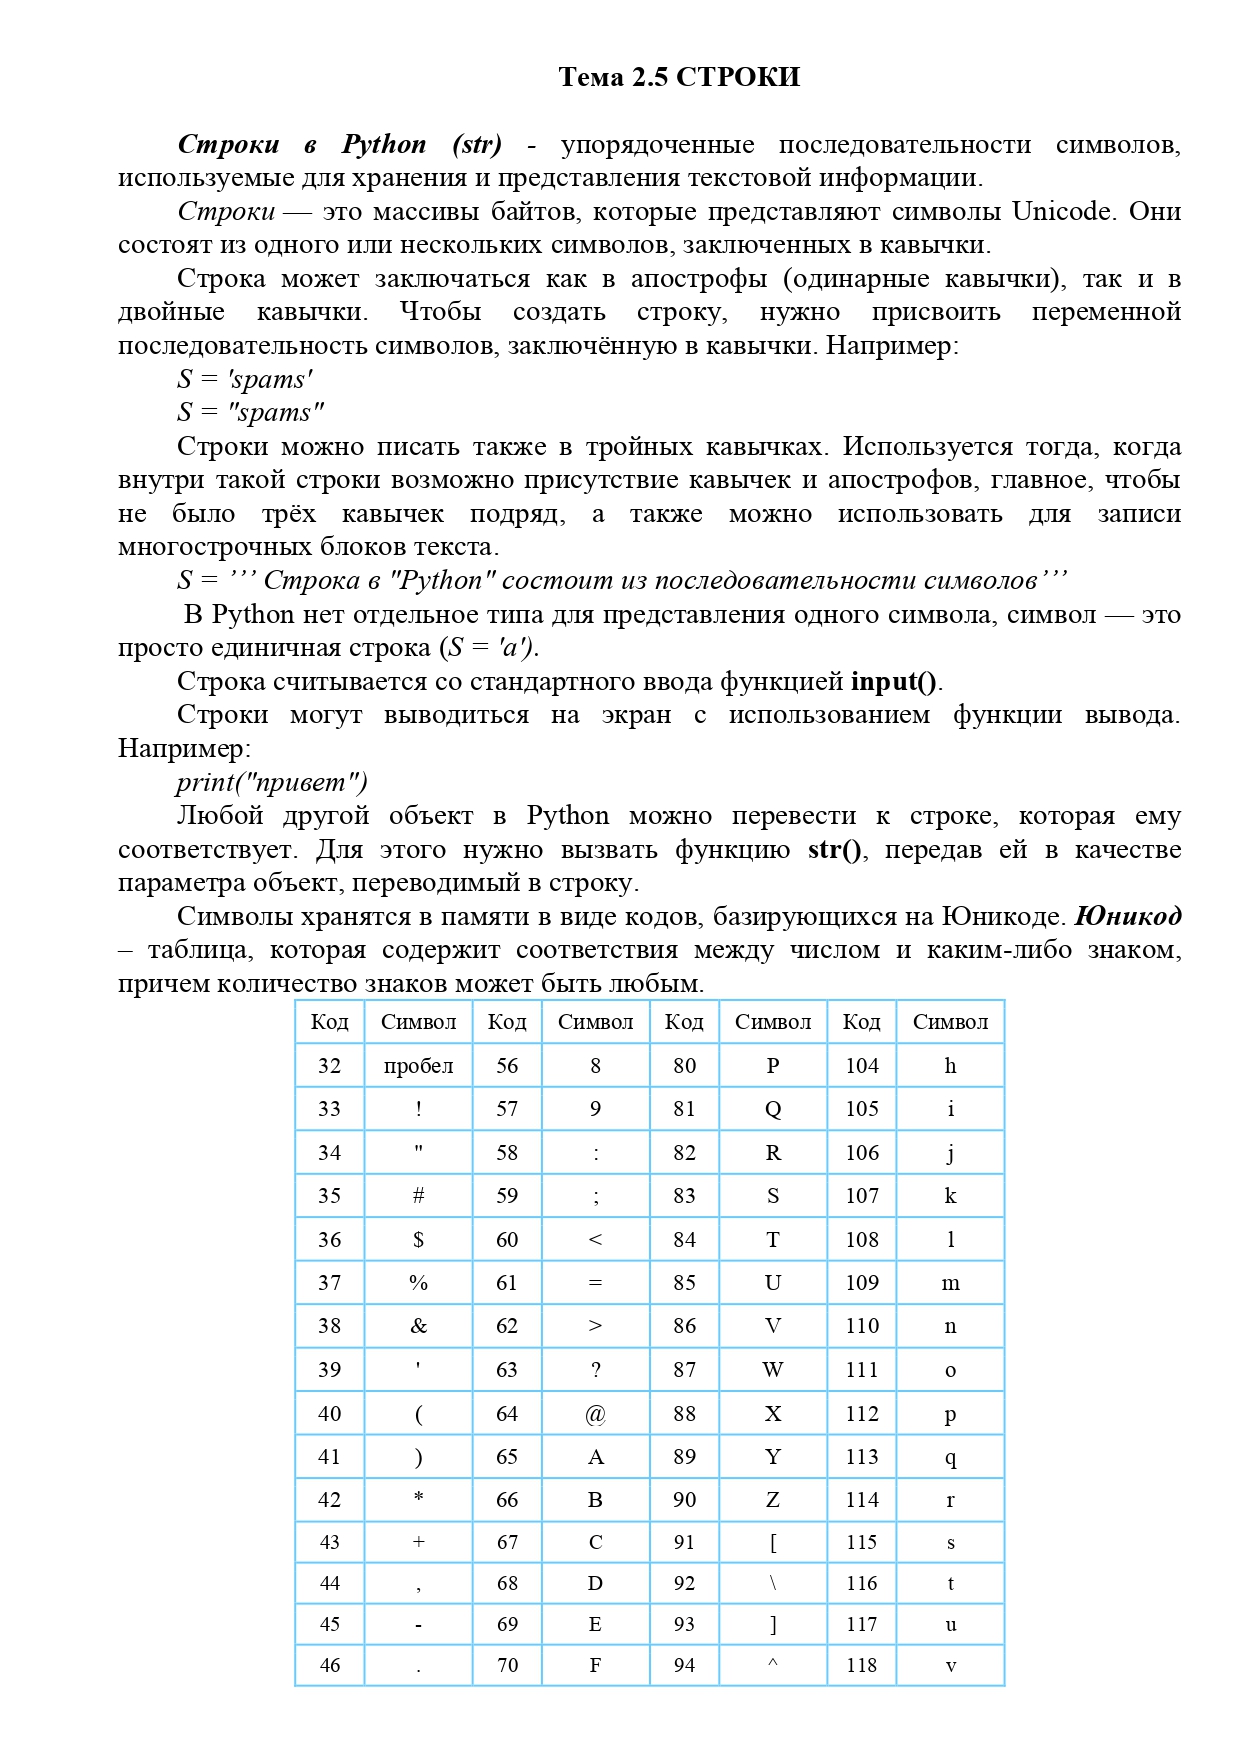 Тема 2.5 СТРОКИ
Строки в Python (str) - упорядоченные последовательности символов,
используемые для хранения и представления текстовой информации.
Строки — это массивы байтов, которые представляют символы Unicode. Они
состоят из одного или нескольких символов, заключенных в кавычки.
Строка может заключаться как в апострофы (одинарные кавычки), так и в
двойные кавычки. Чтобы создать строку, нужно присвоить переменной
последовательность символов, заключённую в кавычки. Например:
S = 'spams'
S = "spams"
Строки можно писать также в тройных кавычках. Используется тогда, когда
внутри такой строки возможно присутствие кавычек и апострофов, главное, чтобы
не было трёх кавычек подряд, а также можно использовать для записи
многострочных блоков текста.
S = ’’’ Строка в "Python" состоит из последовательности символов’’’
В Python нет отдельное типа для представления одного символа, символ — это
просто единичная строка (S = 'a').
Строка считывается со стандартного ввода функцией input().
Строки могут выводиться на экран с использованием функции вывода.
Например:
print("привет")
Любой другой объект в Python можно перевести к строке, которая ему
соответствует. Для этого нужно вызвать функцию str(), передав ей в качестве
параметра объект, переводимый в строку.
Символы хранятся в памяти в виде кодов, базирующихся на Юникоде. Юникод
– таблица, которая содержит соответствия между числом и каким-либо знаком,
причем количество знаков может быть любым.
Код Символ Код Символ Код Символ Код Символ
32 пробел 56 8 80 P 104 h
33 ! 57 9 81 Q 105 i
34 " 58 : 82 R 106 j
35 # 59 ; 83 S 107 k
36 $ 60 < 84 T 108 l
37 % 61 = 85 U 109 m
38 & 62 > 86 V 110 n
39 ' 63 ? 87 W 111 o
40 ( 64 @ 88 X 112 p
41 ) 65 A 89 Y 113 q
42 * 66 B 90 Z 114 r
43 + 67 C 91 [ 115 s
44 , 68 D 92 \ 116 t
45 - 69 E 93 ] 117 u
46 . 70 F 94 ^ 118 v